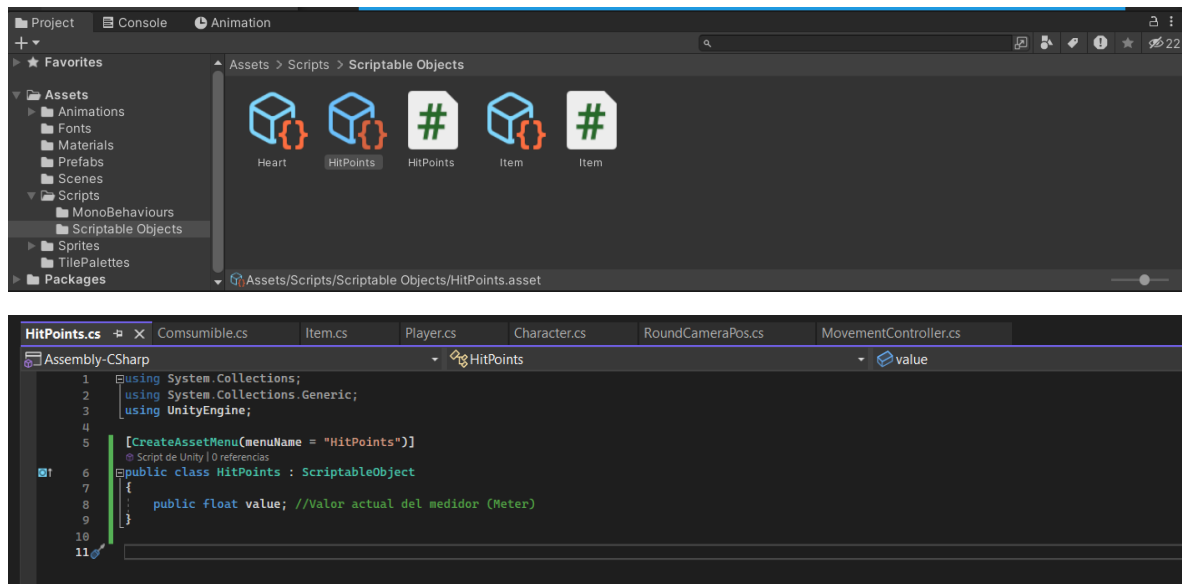 Project Console Animation
22
Favorites
Assets > Scripts > Scriptable Objects
Assets
Animations
Fonts
Materials
Prefabs
Scenes
Scripts
MonoBehaviours
Scriptable Objects
Sprites
TilePalettes
Packages
Heart HitPoints HitPoints Item Item
Assets/Scripts/Scriptable Objects/HitPoints.asset
HitPoints.cs Comsumible.cs Item.cs Player.cs Character.cs RoundCameraPos.cs MovementController.cs
Assembly-CSharp HitPoints value
1 using System.Collections;
2 using System.Collections.Generic;
3 using UnityEngine;
4
5 [CreateAssetMenu(menuName = "HitPoints")]
Script de Unity | 0 referencias
6 public class HitPoints : ScriptableObject
7 {
8 public float value; //Valor actual del medidor (Meter)
9 }
10
11